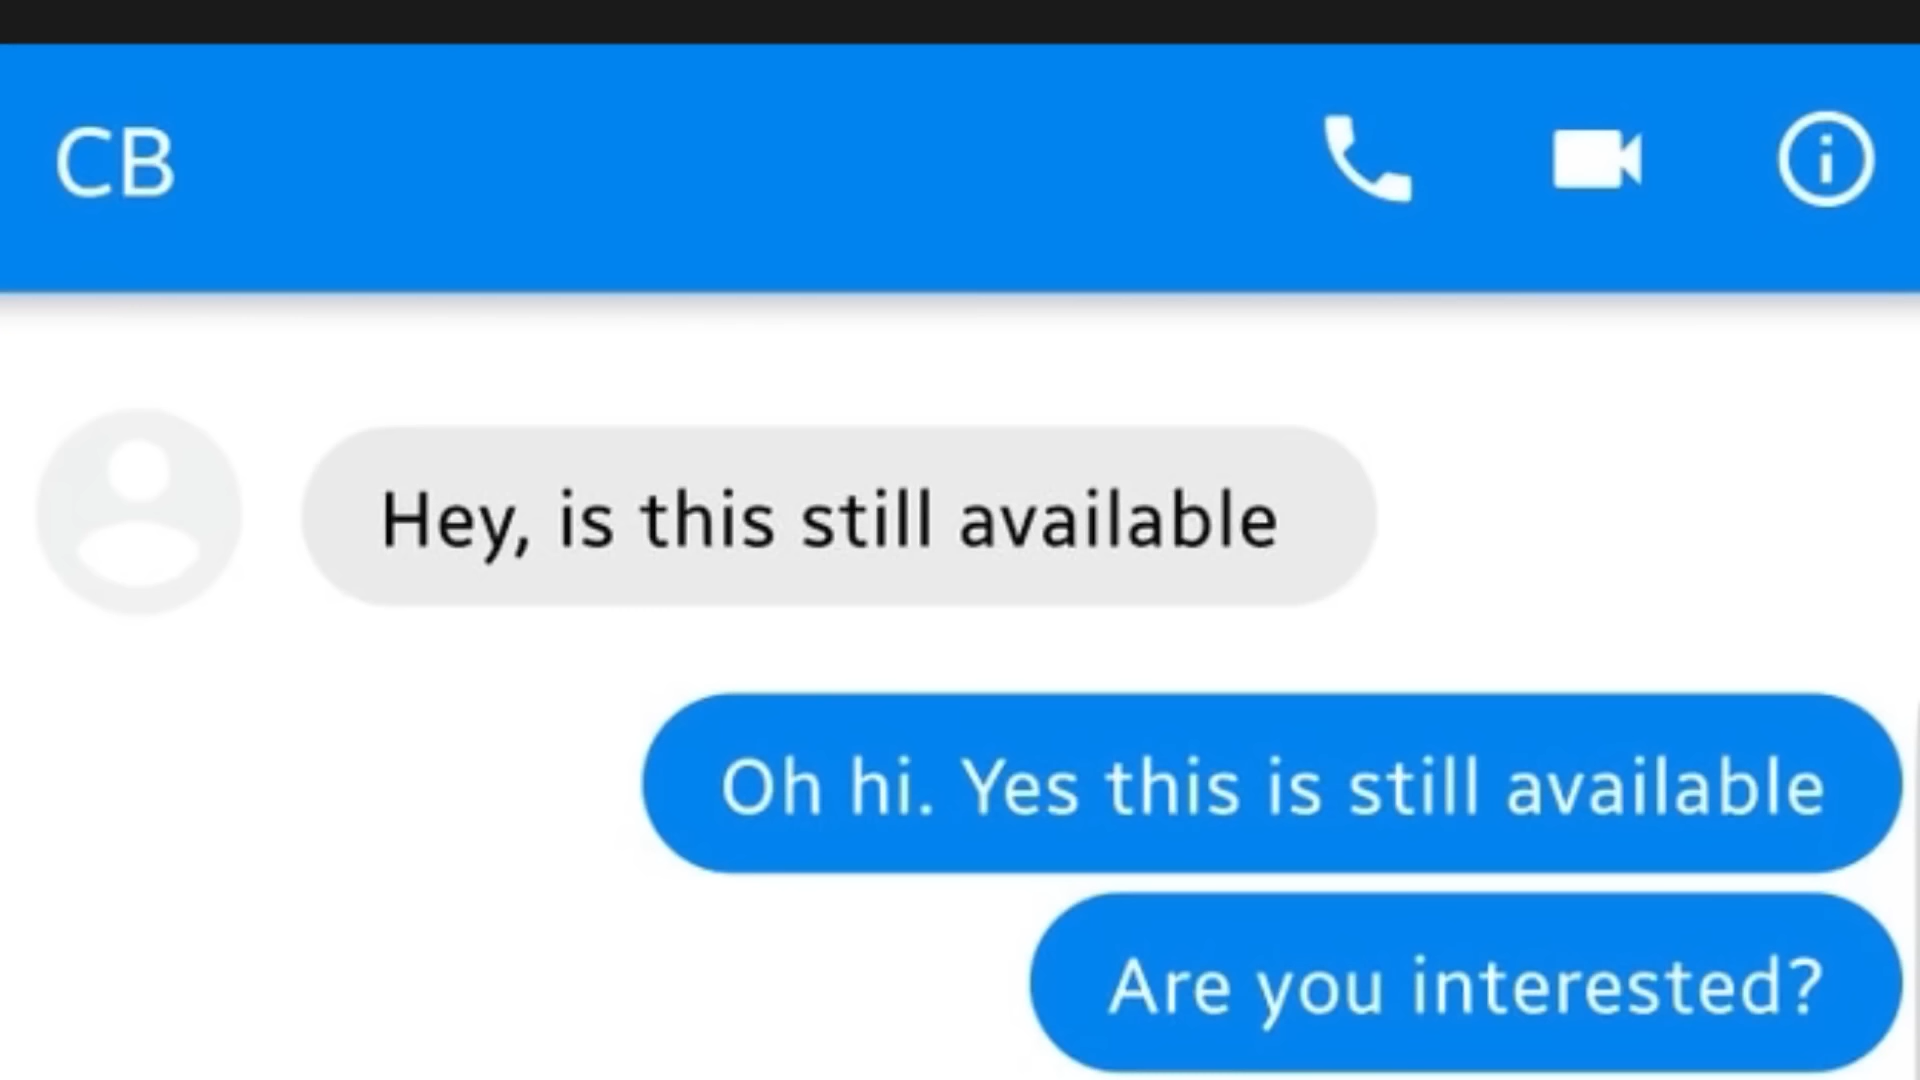 CB
Hey, is this still available
Oh hi. Yes this is still available
Are you interested?